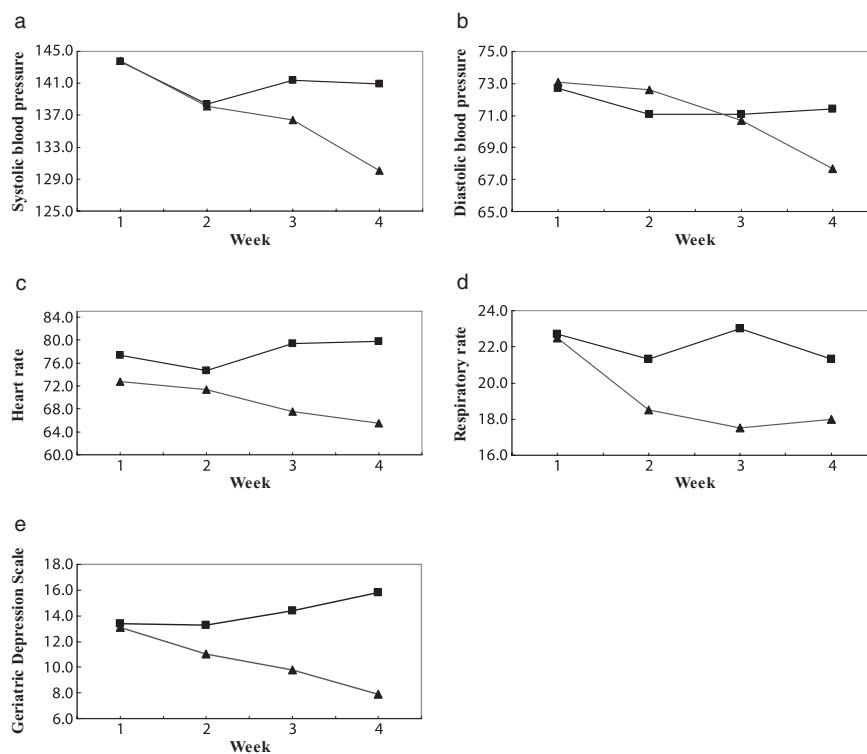 a
Systolic blood pressure
145.0
141.0
137.0
133.0
129.0
125.0
1 2 3 4
Week
b
Diastolic blood pressure
75.0
73.0
71.0
69.0
67.0
65.0
1 2 3 4
Week
c
Heart rate
84.0
80.0
76.0
72.0
68.0
64.0
60.0
1 2 3 4
Week
d
Respiratory rate
24.0
22.0
20.0
18.0
16.0
1 2 3 4
Week
e
Geriatric Depression Scale
18.0
16.0
14.0
12.0
10.0
8.0
6.0
1 2 3 4
Week